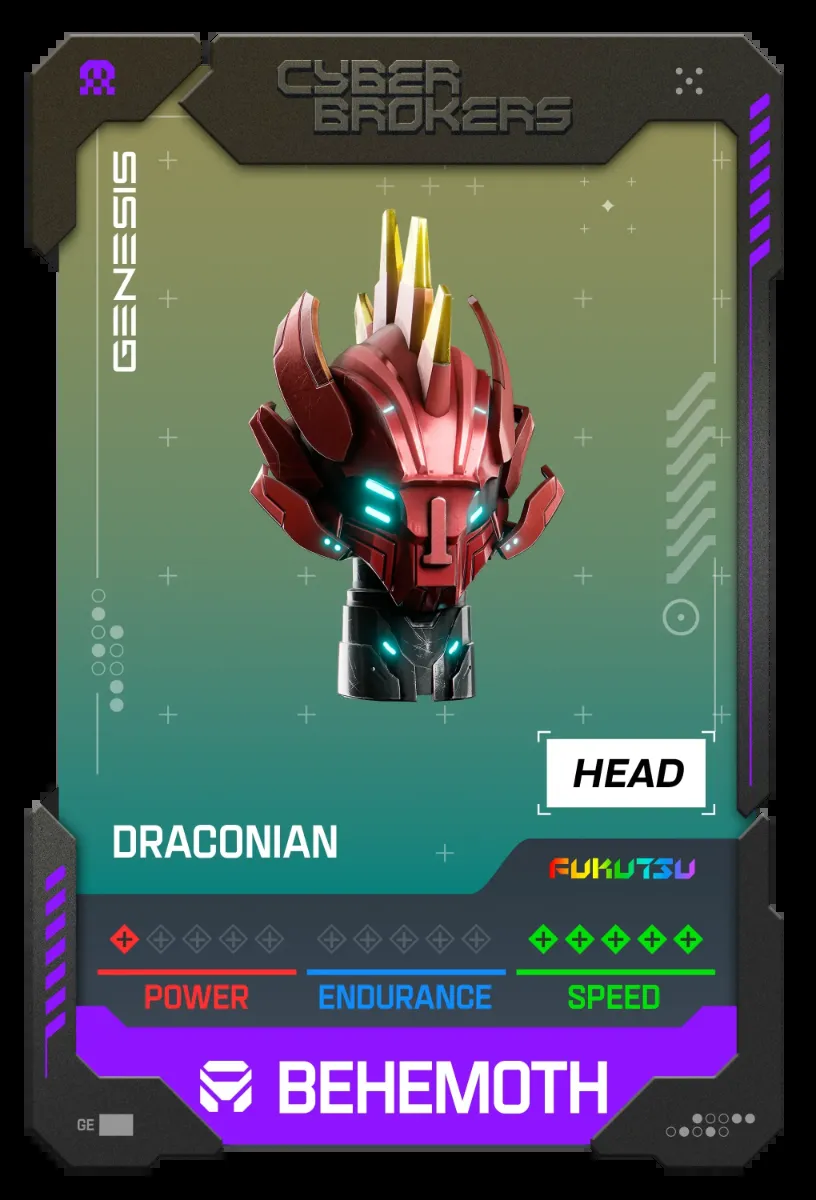 CYBER
BROKERS
GENESIS
HEAD
DRACONIAN
FUKUTSU
POWER
ENDURANCE
SPEED
BEHEMOTH
GE